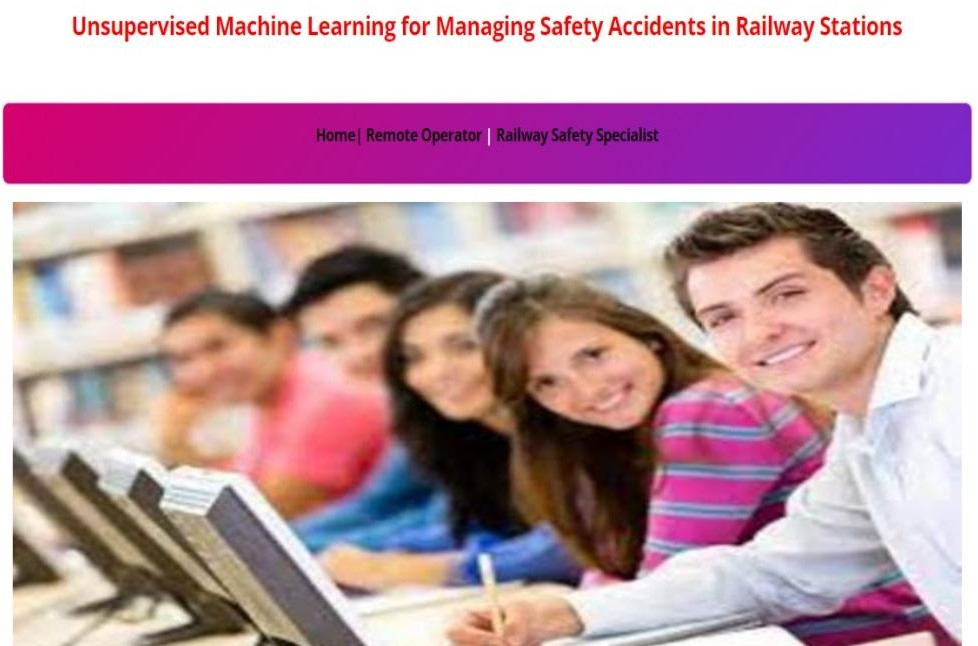 Unsupervised Machine Learning for Managing Safety Accidents in Railway Stations
Home| Remote Operator | Railway Safety Specialist